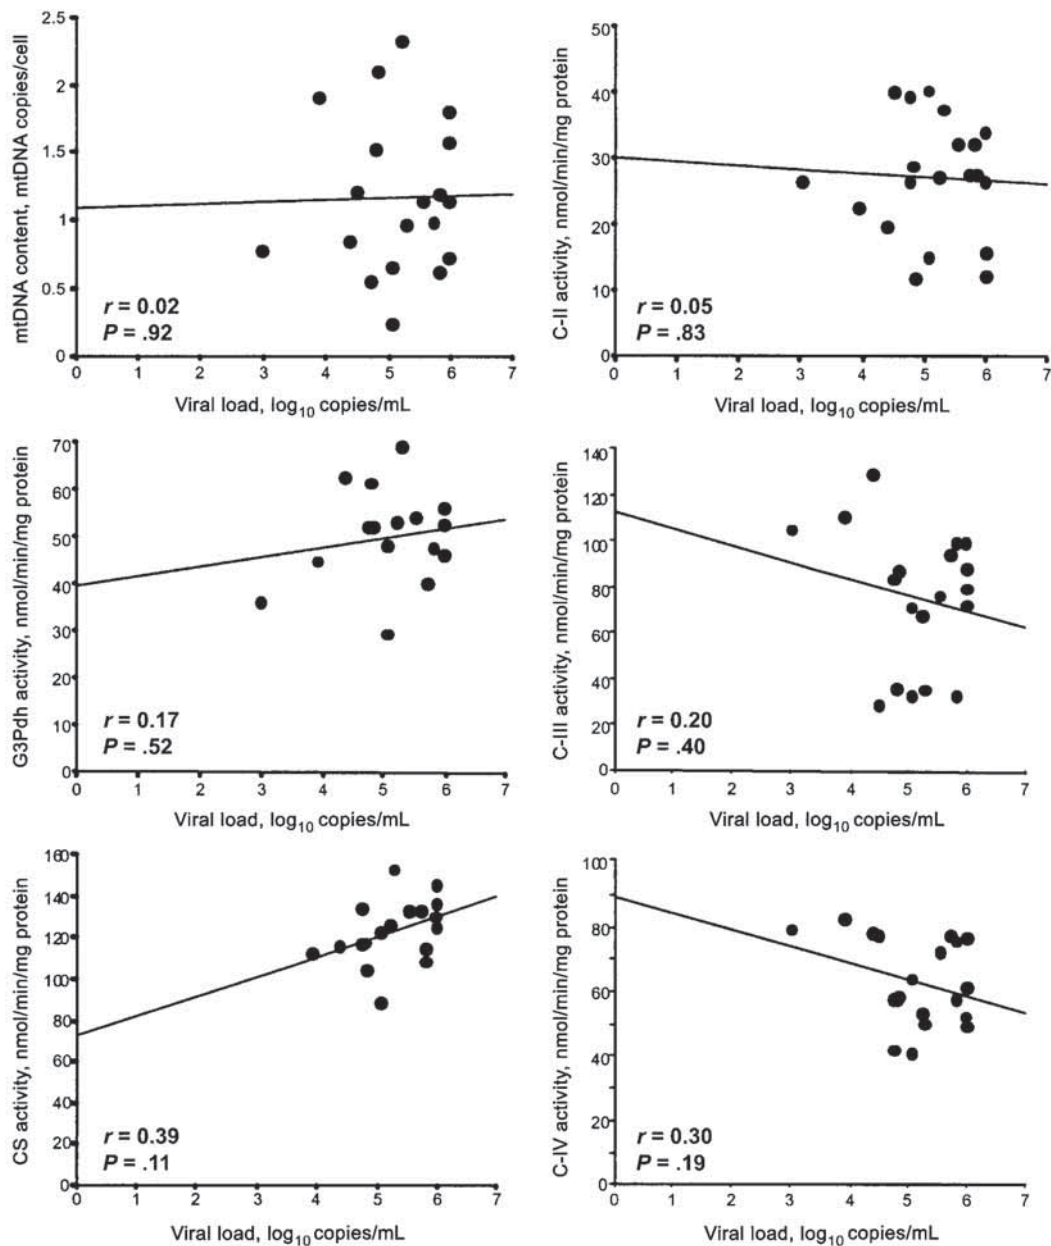 mtDNA content, mtDNA copies/cell
2.5
2
1.5
1
0.5
0
r = 0.02
P = .92
0 1 2 3 4 5 6 7
Viral load, log10 copies/mL
C-II activity, nmol/min/mg protein
50
40
30
20
10
0
r = 0.05
P = .83
0 1 2 3 4 5 6 7
Viral load, log10 copies/mL
G3Pdh activity, nmol/min/mg protein
70
60
50
40
30
20
10
0
r = 0.17
P = .52
0 1 2 3 4 5 6 7
Viral load, log10 copies/mL
C-III activity, nmol/min/mg protein
140
120
100
80
60
40
20
0
r = 0.20
P = .40
0 1 2 3 4 5 6 7
Viral load, log10 copies/mL
CS activity, nmol/min/mg protein
160
140
120
100
80
60
40
20
0
r = 0.39
P = .11
0 1 2 3 4 5 6 7
Viral load, log10 copies/mL
C-IV activity, nmol/min/mg protein
100
80
60
40
20
0
r = 0.30
P = .19
0 1 2 3 4 5 6 7
Viral load, log10 copies/mL